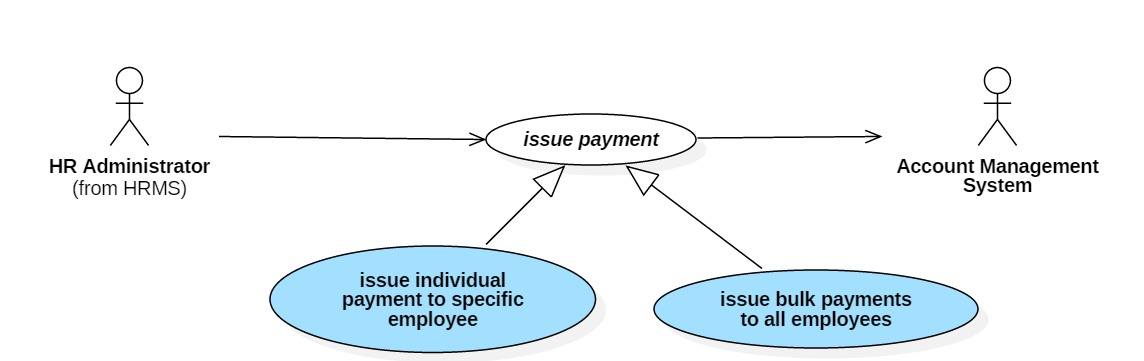 issue payment
HR Administrator
(from HRMS)
Account Management
System
issue individual
payment to specific
employee
issue bulk payments
to all employees